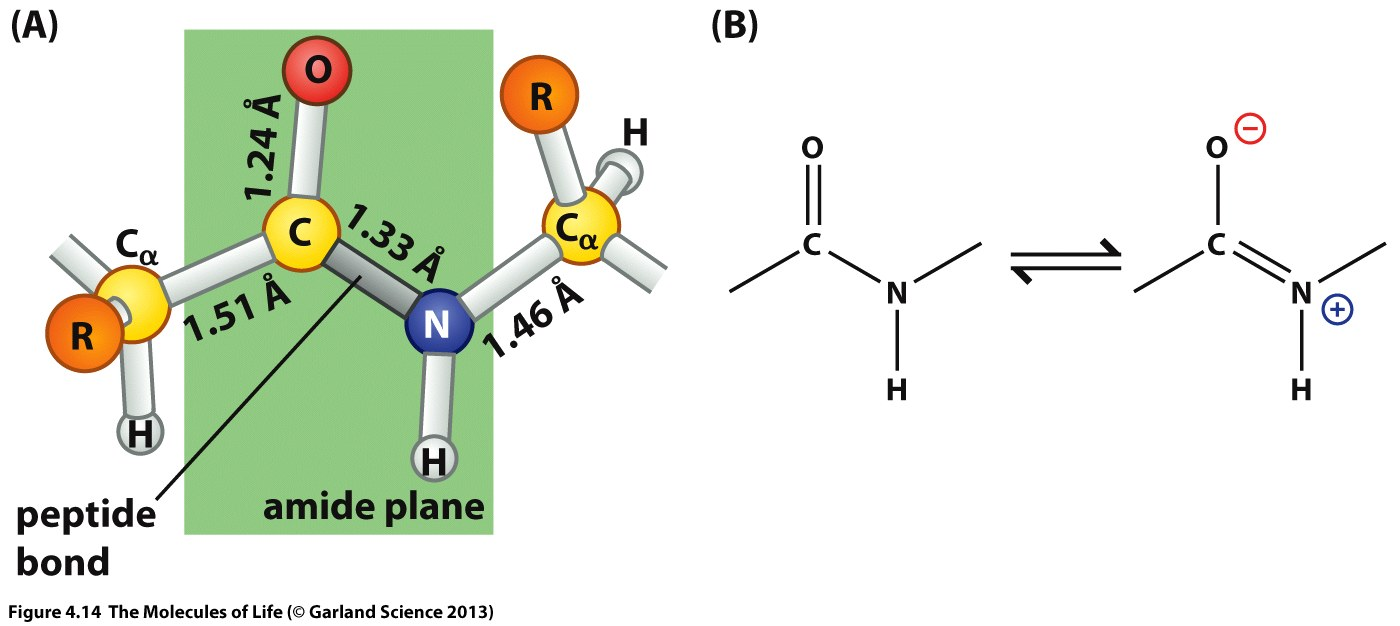 (A)
O
R
H
1.24 Å
C
1.33 Å
Cα
Cα
1.51 Å
N
1.46 Å
R
H
H
peptide
bond
amide plane
(B)
O
C
N
H
O
−
C
N
+
H
Figure 4.14 The Molecules of Life (© Garland Science 2013)